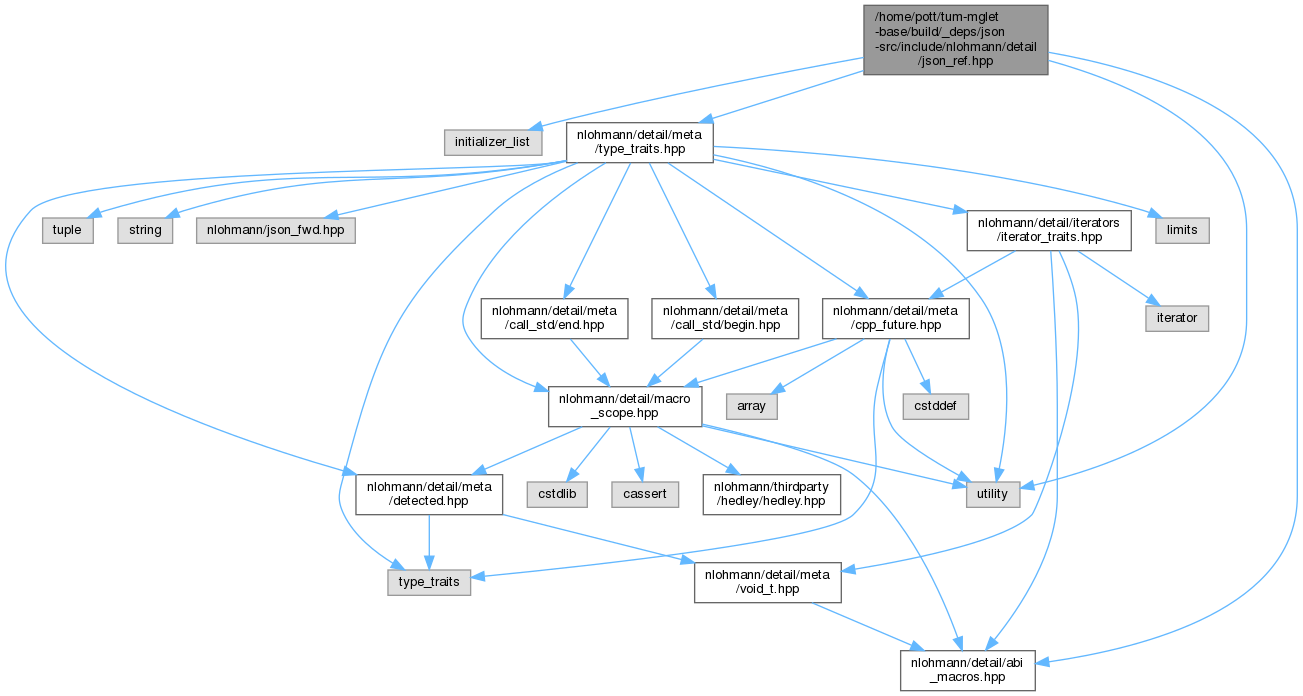 /home/pott/tum-mglet
-base/build/_deps/json
-src/include/nlohmann/detail
/json_ref.hpp
initializer_list
nlohmann/detail/meta
/type_traits.hpp
tuple
string
nlohmann/json_fwd.hpp
nlohmann/detail/iterators
/iterator_traits.hpp
limits
nlohmann/detail/meta
/call_std/end.hpp
nlohmann/detail/meta
/call_std/begin.hpp
nlohmann/detail/meta
/cpp_future.hpp
iterator
nlohmann/detail/macro
_scope.hpp
array
cstddef
nlohmann/detail/meta
/detected.hpp
cstdlib
cassert
nlohmann/thirdparty
/hedley/hedley.hpp
utility
type_traits
nlohmann/detail/meta
/void_t.hpp
nlohmann/detail/abi
_macros.hpp